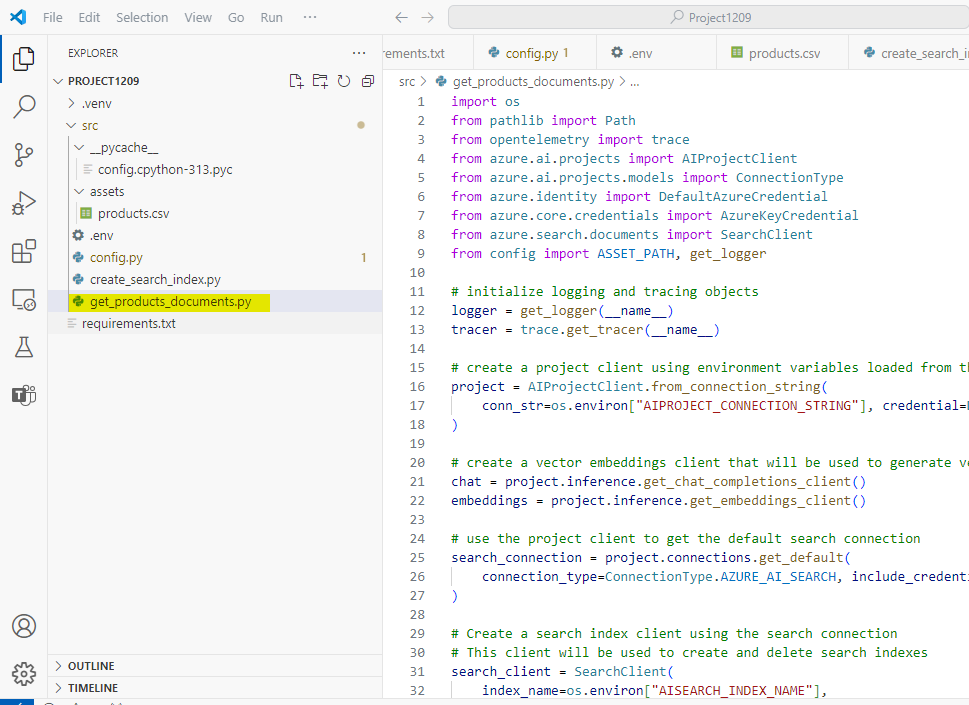 File Edit Selection View Go Run ··· Project1209
EXPLORER ···
PROJECT1209
.venv
src
__pycache__
config.cpython-313.pyc
assets
products.csv
.env
config.py 1
create_search_index.py
get_products_documents.py
requirements.txt
OUTLINE
TIMELINE
rements.txt config.py 1 .env products.csv create_search_i
src > get_products_documents.py > ...
1 import os
2 from pathlib import Path
3 from opentelemetry import trace
4 from azure.ai.projects import AIProjectClient
5 from azure.ai.projects.models import ConnectionType
6 from azure.identity import DefaultAzureCredential
7 from azure.core.credentials import AzureKeyCredential
8 from azure.search.documents import SearchClient
9 from config import ASSET_PATH, get_logger
10
11 # initialize logging and tracing objects
12 logger = get_logger(__name__)
13 tracer = trace.get_tracer(__name__)
14
15 # create a project client using environment variables loaded from th
16 project = AIProjectClient.from_connection_string(
17 conn_str=os.environ["AIPROJECT_CONNECTION_STRING"], credential=
18 )
19
20 # create a vector embeddings client that will be used to generate v
21 chat = project.inference.get_chat_completions_client()
22 embeddings = project.inference.get_embeddings_client()
23
24 # use the project client to get the default search connection
25 search_connection = project.connections.get_default(
26 connection_type=ConnectionType.AZURE_AI_SEARCH, include_credenti
27 )
28
29 # Create a search index client using the search connection
30 # This client will be used to create and delete search indexes
31 search_client = SearchClient(
32 index_name=os.environ["AISEARCH_INDEX_NAME"],